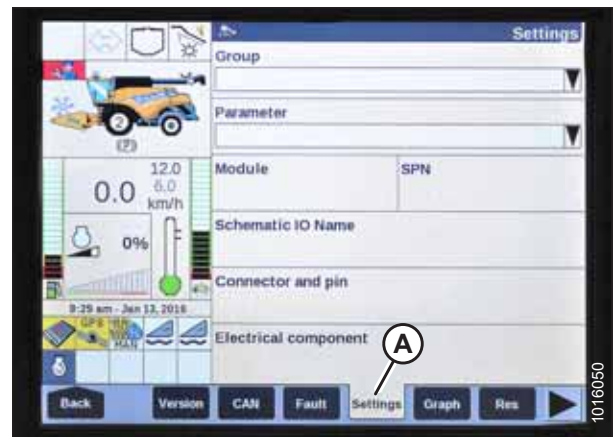 Settings
Group
Parameter
2
(P)
12.0
6.0
0.0 km/h
Module SPN
Schematic IO Name
0%
Connector and pin
9:29 am - Jan 13, 2016
GPS
MAN
Electrical component
A
Back Version CAN Fault Settings Graph Res
1016050